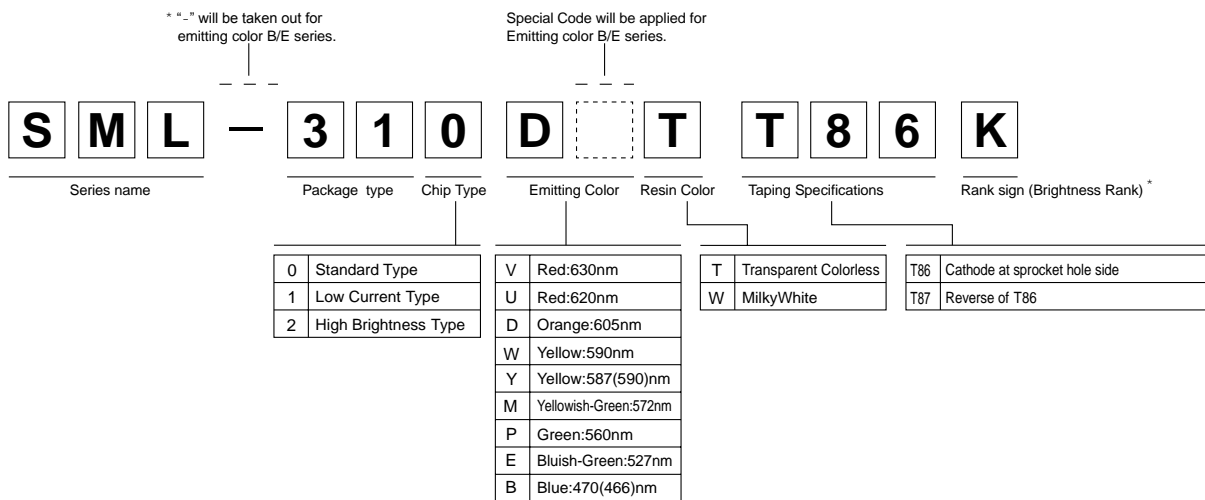 * “-” will be taken out for
emitting color B/E series.
Special Code will be applied for
Emitting color B/E series.
S M L — 3 1 0 D T T 8 6 K
Series name
Package type
Chip Type
Emitting Color
Resin Color
Taping Specifications
Rank sign (Brightness Rank) *
0 Standard Type
1 Low Current Type
2 High Brightness Type
V Red:630nm
U Red:620nm
D Orange:605nm
W Yellow:590nm
Y Yellow:587(590)nm
M Yellowish-Green:572nm
P Green:560nm
E Bluish-Green:527nm
B Blue:470(466)nm
T Transparent Colorless
W MilkyWhite
T86 Cathode at sprocket hole side
T87 Reverse of T86